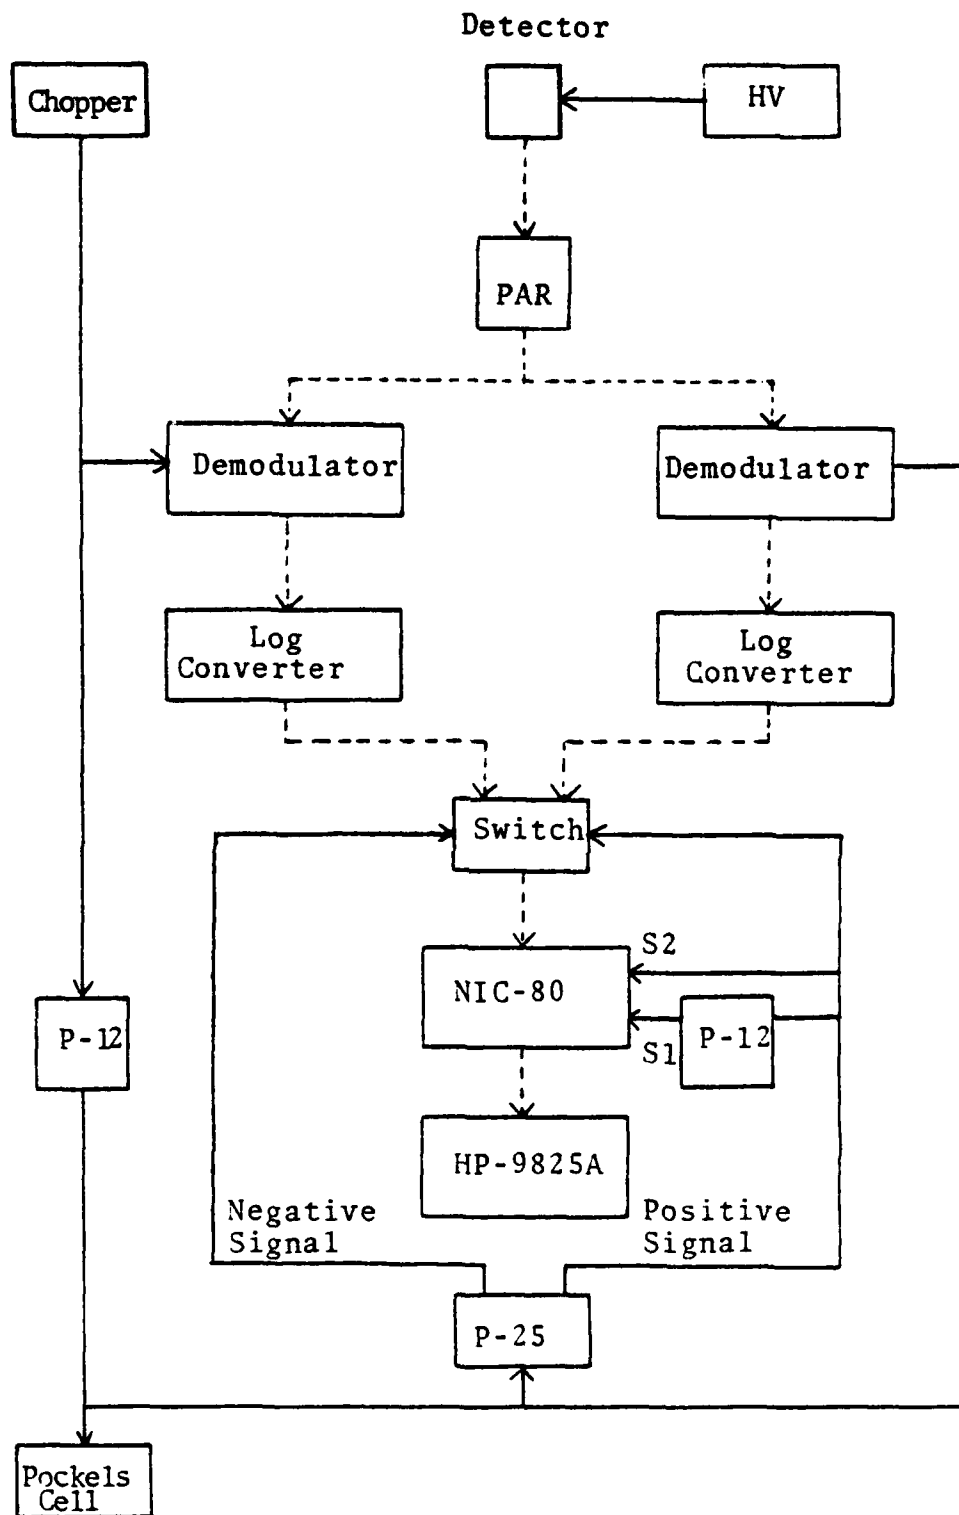 Detector
Chopper
HV
PAR
Demodulator
Demodulator
Log
Converter
Log
Converter
Switch
S2
NIC-80
P-12
P-12
S1
HP-9825A
Negative
Signal
Positive
Signal
P-25
Pockels
Cell